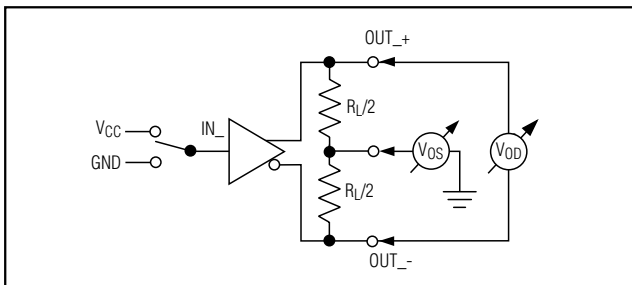 OUT_+
VCC
IN_
GND
RL/2
VOS
VOD
RL/2
OUT_-